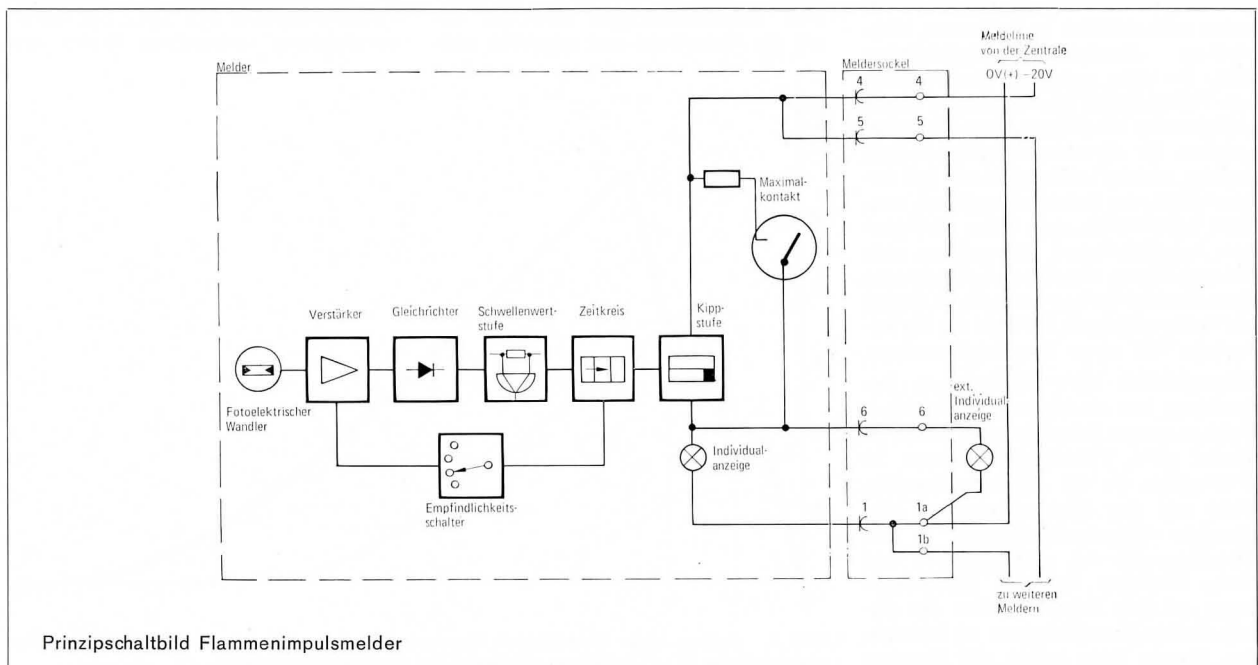 Meldelinie
von der Zentrale
0V(+) -20V
Melder
Meldersockel
4 4
5 5
Maximal-
kontakt
Verstärker
Gleichrichter
Schwellenwert-
stufe
Zeitkreis
Kipp-
stufe
Fotoelektrischer
Wandler
Empfindlichkeits-
schalter
Individual-
anzeige
6 6
ext.
Individual
anzeige
1 1a
1b
zu weiteren
Meldern
Prinzipschaltbild Flammenimpulsmelder